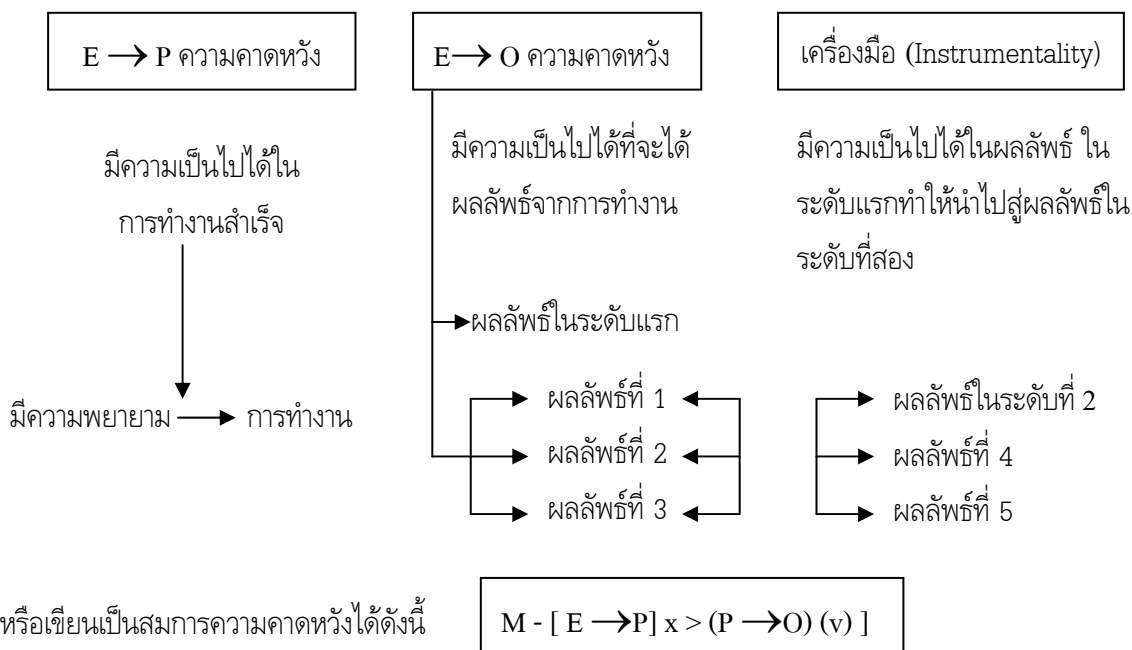 E → P ความคาดหวัง
E → O ความคาดหวัง
เครื่องมือ (Instrumentality)
มีความเป็นไปได้ใน
การทำงานสำเร็จ
มีความเป็นไปได้ที่จะได้
ผลลัพธ์จากการทำงาน
มีความเป็นไปได้ในผลลัพธ์ ใน
ระดับแรกทำให้นำไปสู่ผลลัพธ์ใน
ระดับที่สอง
ผลลัพธ์ในระดับแรก
มีความพยายาม → การทำงาน
ผลลัพธ์ที่ 1
ผลลัพธ์ที่ 2
ผลลัพธ์ที่ 3
ผลลัพธ์ในระดับที่ 2
ผลลัพธ์ที่ 4
ผลลัพธ์ที่ 5
หรือเขียนเป็นสมการความคาดหวังได้ดังนี้
M - [ E → P] x > (P → O) (v) ]